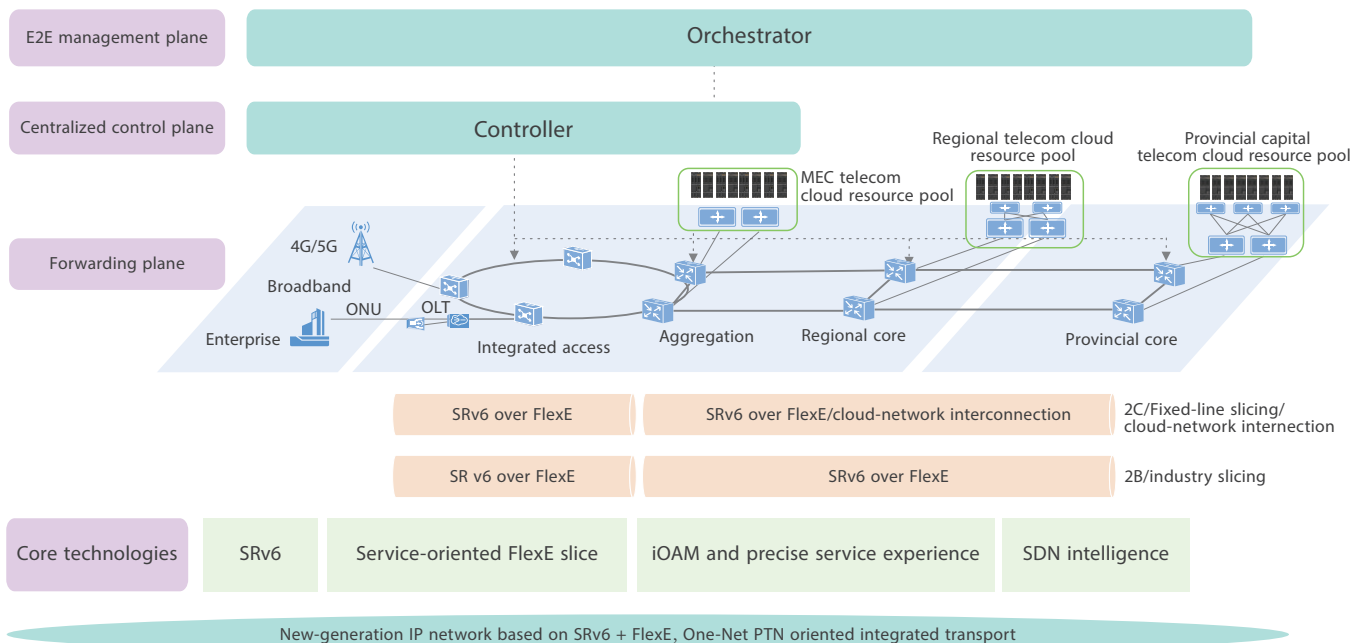 E2E management plane
Orchestrator
Centralized control plane
Controller
MEC telecom
cloud resource pool
Regional telecom cloud
resource pool
Provincial capital
telecom cloud resource pool
Forwarding plane
4G/5G
Broadband
ONU
OLT
Enterprise
Integrated access
Aggregation
Regional core
Provincial core
SRv6 over FlexE
SRv6 over FlexE/cloud-network interconnection
2C/Fixed-line slicing/
cloud-network internection
SR v6 over FlexE
SRv6 over FlexE
2B/industry slicing
Core technologies
SRv6
Service-oriented FlexE slice
iOAM and precise service experience
SDN intelligence
New-generation IP network based on SRv6 + FlexE, One-Net PTN oriented integrated transport